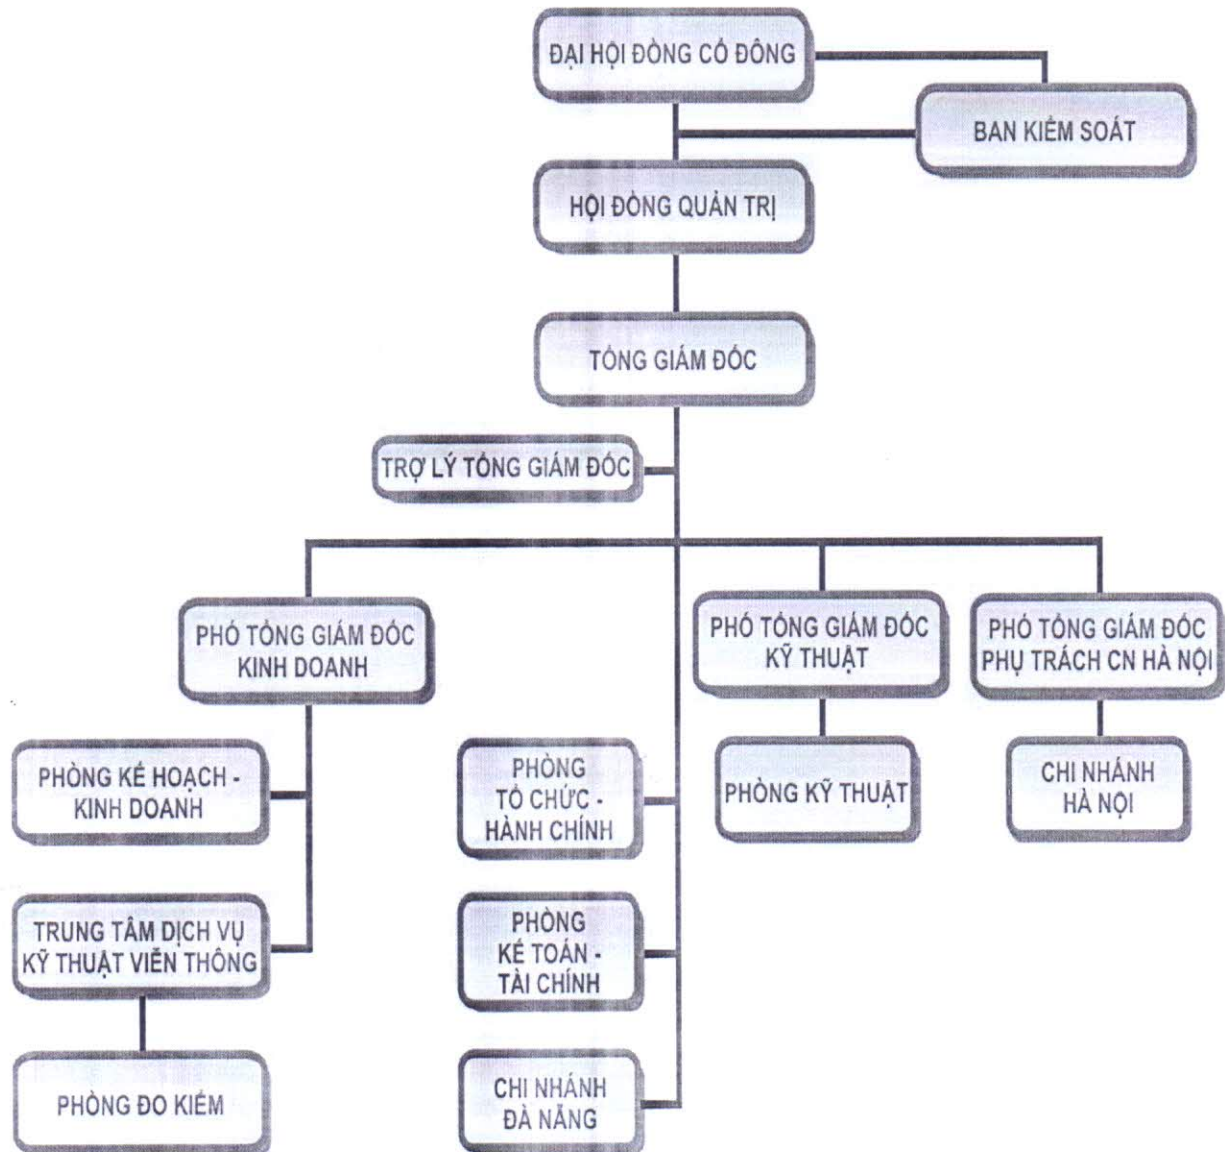 ĐẠI HỘI ĐỒNG CỔ ĐÔNG
BAN KIỂM SOÁT
HỘI ĐỒNG QUẢN TRỊ
TỔNG GIÁM ĐỐC
TRỢ LÝ TỔNG GIÁM ĐỐC
PHÓ TỔNG GIÁM ĐỐC
KINH DOANH
PHÓ TỔNG GIÁM ĐỐC
KỸ THUẬT
PHÓ TỔNG GIÁM ĐỐC
PHỤ TRÁCH CN HÀ NỘI
PHÒNG KẾ HOẠCH -
KINH DOANH
PHÒNG
TỔ CHỨC -
HÀNH CHÍNH
PHÒNG KỸ THUẬT
CHI NHÁNH
HÀ NỘI
TRUNG TÂM DỊCH VỤ
KỸ THUẬT VIỄN THÔNG
PHÒNG
KẾ TOÁN -
TÀI CHÍNH
PHÒNG ĐO KIỂM
CHI NHÁNH
ĐÀ NẴNG